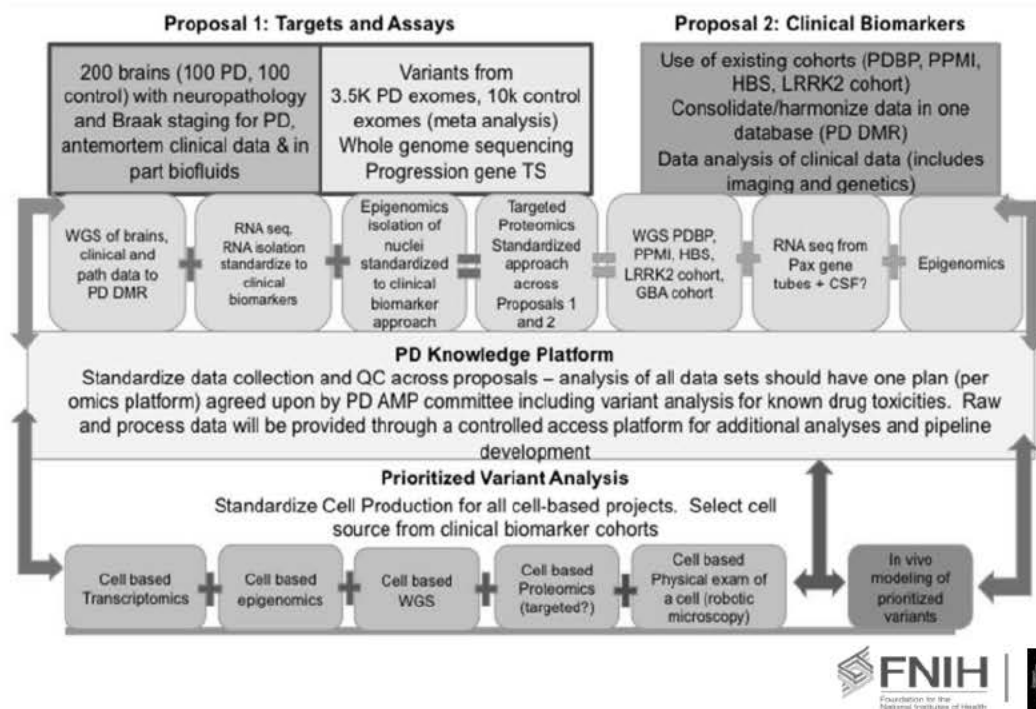 Proposal 1: Targets and Assays
Proposal 2: Clinical Biomarkers
200 brains (100 PD, 100
control) with neuropathology
and Braak staging for PD,
antemortem clinical data & in
part biofluids
Variants from
3.5K PD exomes, 10k control
exomes (meta analysis)
Whole genome sequencing
Progression gene TS
Use of existing cohorts (PDBP, PPMI,
HBS, LRRK2 cohort)
Consolidate/harmonize data in one
database (PD DMR)
Data analysis of clinical data (includes
imaging and genetics)
WGS of brains,
clinical and
path data to
PD DMR
RNA seq,
RNA isolation
standardize to
clinical
biomarkers
Epigenomics
isolation of
nuclei
standardized
to clinical
biomarker
approach
Targeted
Proteomics
Standardized
approach
across
Proposals 1
and 2
WGS PDBP,
PPMI, HBS,
LRRK2 cohort,
GBA cohort
RNA seq from
Pax gene
tubes + CSF?
Epigenomics
PD Knowledge Platform
Standardize data collection and QC across proposals – analysis of all data sets should have one plan (per
omics platform) agreed upon by PD AMP committee including variant analysis for known drug toxicities. Raw
and process data will be provided through a controlled access platform for additional analyses and pipeline
development
Prioritized Variant Analysis
Standardize Cell Production for all cell-based projects. Select cell
source from clinical biomarker cohorts
Cell based
Transcriptomics
Cell based
epigenomics
Cell based
WGS
Cell based
Proteomics
(targeted?)
Cell based
Physical exam of
a cell (robotic
microscopy)
In vivo
modeling of
prioritized
variants
FNIH
Foundation for the
National Institutes of Health